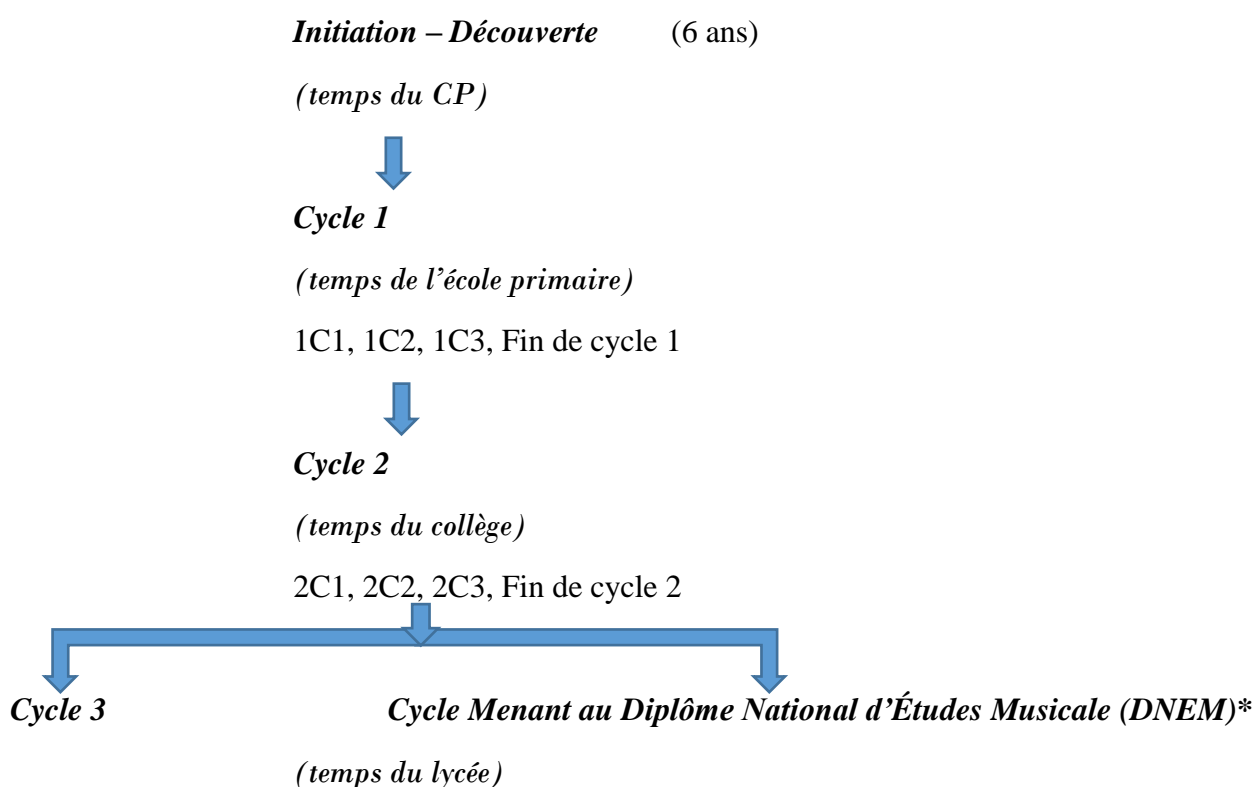 Initiation – Découverte (6 ans)
(temps du CP)
Cycle 1
(temps de l'école primaire)
1C1, 1C2, 1C3, Fin de cycle 1
Cycle 2
(temps du collège)
2C1, 2C2, 2C3, Fin de cycle 2
Cycle 3 Cycle Menant au Diplôme National d'Études Musicale (DNEM)*
(temps du lycée)